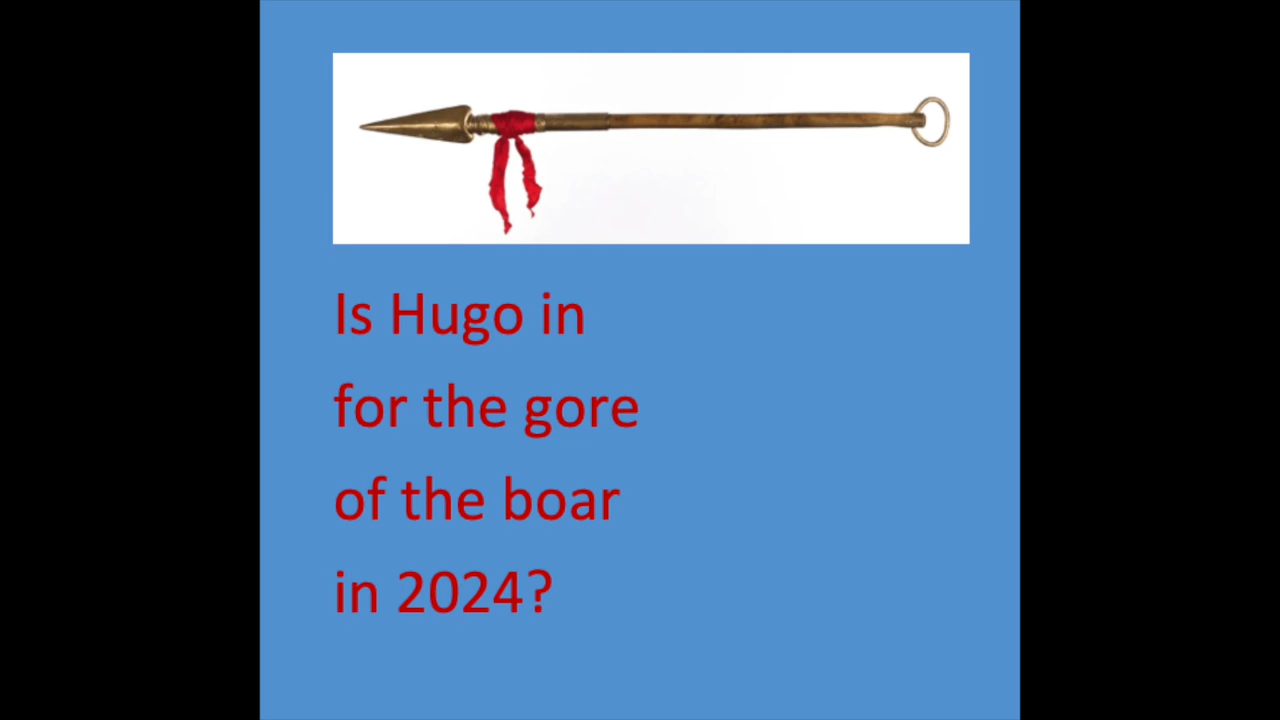 Is Hugo in
for the gore
of the boar
in 2024?